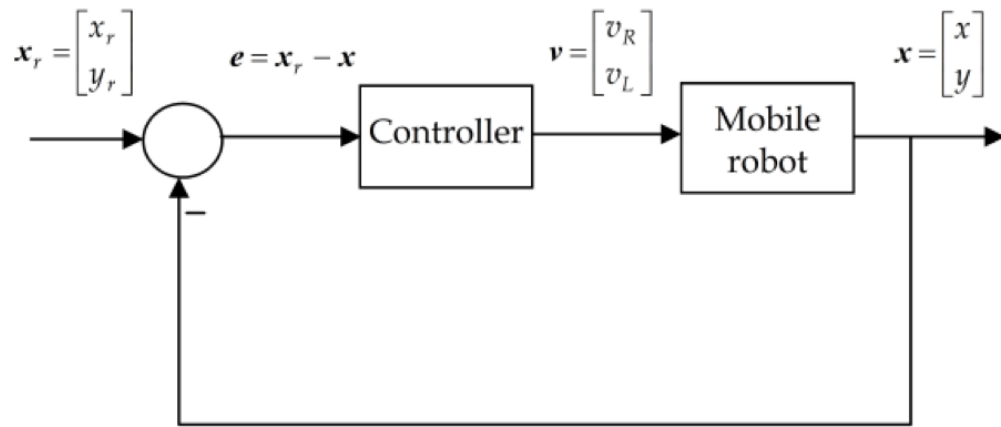 x_r = [x_r y_r]
e = x_r − x
v = [v_R v_L]
x = [x y]
Controller
Mobile
robot
−